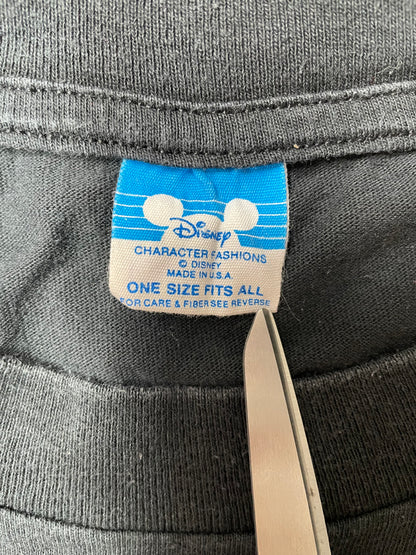 Disney
CHARACTER FASHIONS
© DISNEY
MADE IN U.S.A.
ONE SIZE FITS ALL
FOR CARE & FIBER SEE REVERSE